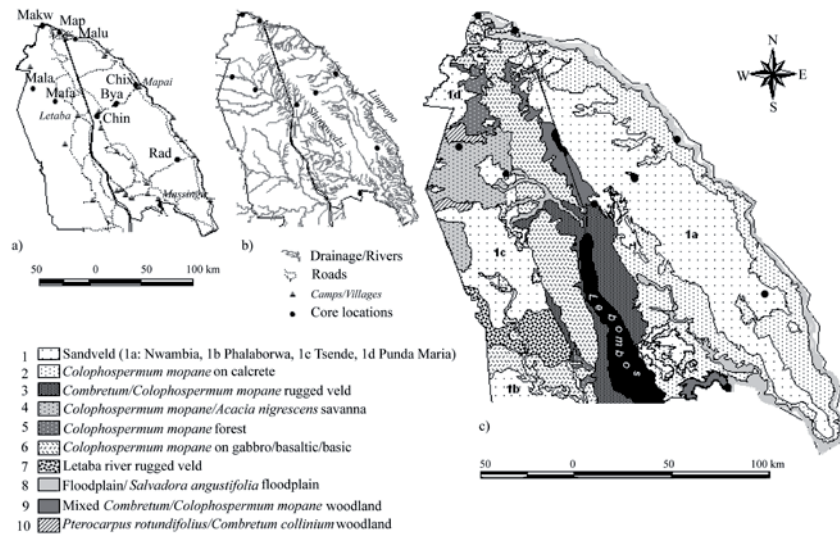 Makw
Map
Malu
Mala
Mafa
Chix
Mapai
Bya
Letaba
Chin
Rad
Massingir
a)
50 0 50 100 km
Shingwedzi
Limpopo
b)
Drainage/Rivers
Roads
Camps/Villages
Core locations
N
W E
S
1d
1a
1c
Lebombos
1b
c)
50 0 50 100 km
1 Sandveld (1a: Nwambia, 1b Phalaborwa, 1c Tsende, 1d Punda Maria)
2 Colophospermum mopane on calcrete
3 Combretum/Colophospermum mopane rugged veld
4 Colophospermum mopane/Acacia nigrescens savanna
5 Colophospermum mopane forest
6 Colophospermum mopane on gabbro/basaltic/basic
7 Letaba river rugged veld
8 Floodplain/ Salvadora angustifolia floodplain
9 Mixed Combretum/Colophospermum mopane woodland
10 Pterocarpus rotundifolius/Combretum collinium woodland